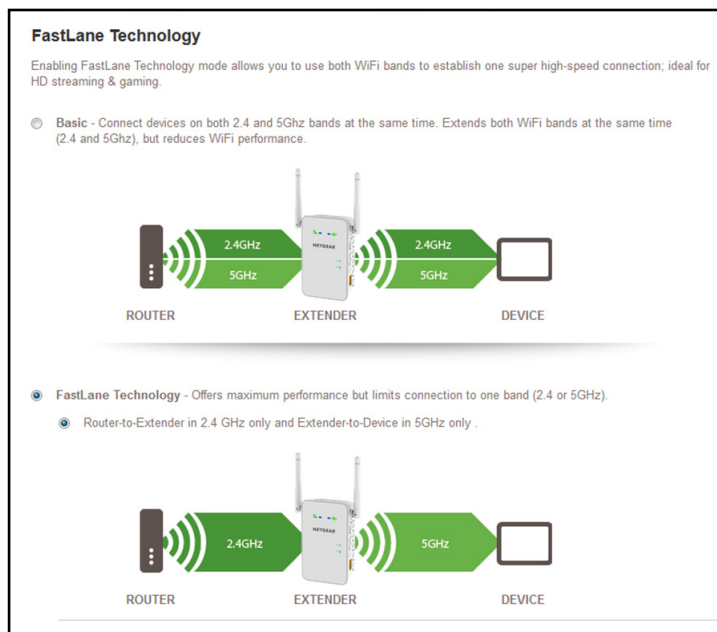 FastLane Technology
Enabling FastLane Technology mode allows you to use both WiFi bands to establish one super high-speed connection; ideal for
HD streaming & gaming.
Basic - Connect devices on both 2.4 and 5Ghz bands at the same time. Extends both WiFi bands at the same time
(2.4 and 5Ghz), but reduces WiFi performance.
2.4GHz
5GHz
NETGEAR
2.4GHz
5GHz
ROUTER EXTENDER DEVICE
FastLane Technology - Offers maximum performance but limits connection to one band (2.4 or 5GHz).
Router-to-Extender in 2.4 GHz only and Extender-to-Device in 5GHz only .
2.4GHz
NETGEAR
5GHz
ROUTER EXTENDER DEVICE